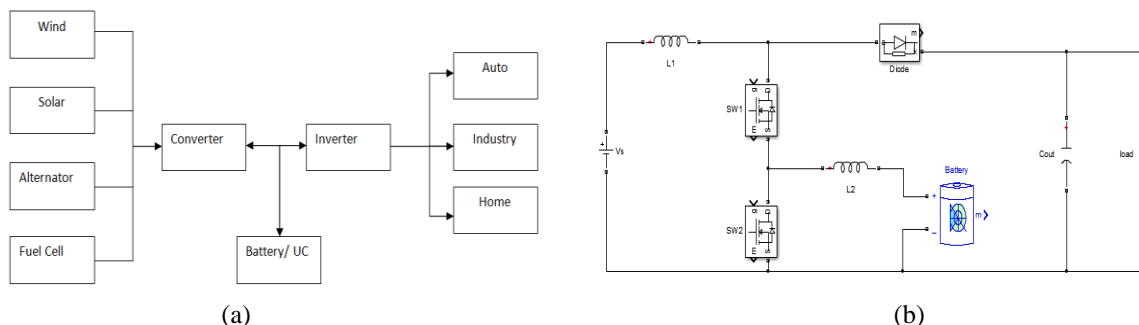 Wind
Solar
Alternator
Fuel Cell
Converter
Inverter
Battery/ UC
Auto
Industry
Home
(a)
L1
m
Diode
SW1
g
D
m
S
Vs
L2
Battery
m
SW2
g
D
m
S
Cout
load
(b)